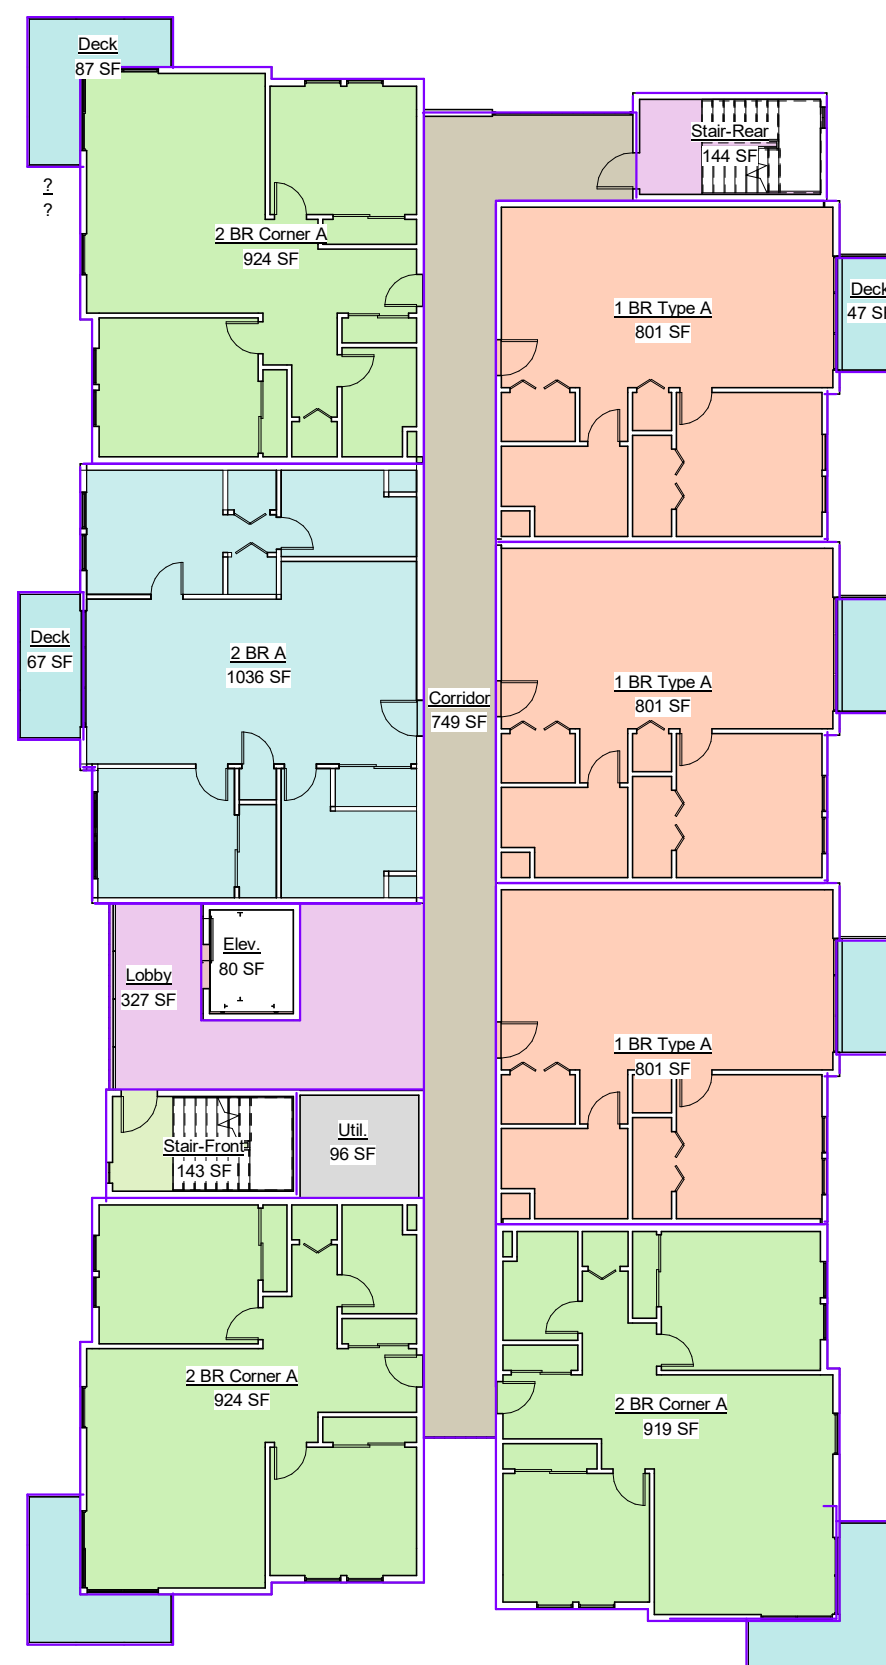 Deck
87 SF
?
?
Stair-Rear
144 SF
2 BR Corner A
924 SF
1 BR Type A
801 SF
Deck
47 SF
2 BR A
1036 SF
Deck
67 SF
Corridor
749 SF
1 BR Type A
801 SF
Elev.
80 SF
Lobby
327 SF
1 BR Type A
801 SF
Util.
96 SF
Stair-Front
143 SF
2 BR Corner A
924 SF
2 BR Corner A
919 SF